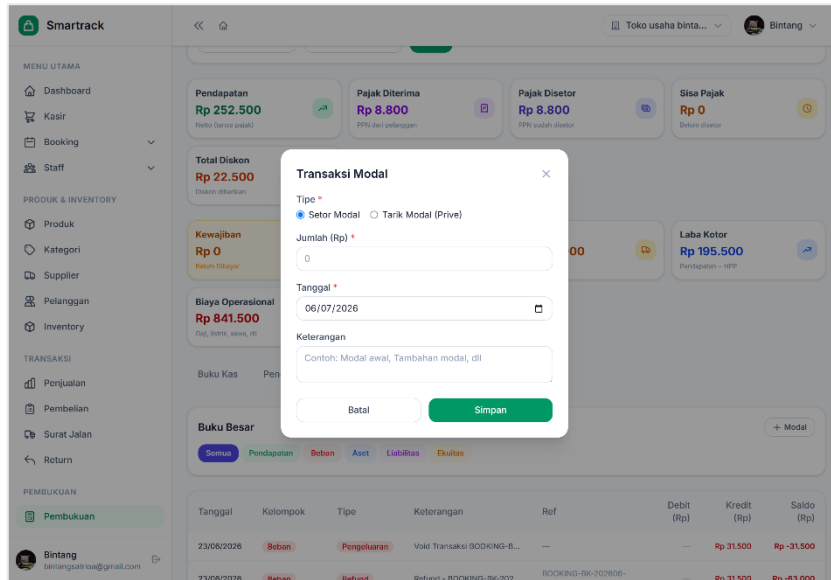 Smartrack
Toko usaha binta...
Bintang
MENU UTAMA
Dashboard
Kasir
Booking
Staff
PRODUK & INVENTORY
Produk
Kategori
Supplier
Pelanggan
Inventory
TRANSAKSI
Penjualan
Pembelian
Surat Jalan
Return
PEMBUKUAN
Pembukuan
Bintang
bintangsatrioa@gmail.com
Pendapatan
Rp 252.500
Netto (tanpa pajak)
Pajak Diterima
Rp 8.800
PPN dari pelanggan
Pajak Disetor
Rp 8.800
PPN sudah disetor
Sisa Pajak
Rp 0
Belum disetor
Total Diskon
Rp 22.500
Diskon diberikan
Kewajiban
Rp 0
Belum Dibayar
00
Laba Kotor
Rp 195.500
Pendapatan – HPP
Biaya Operasional
Rp 841.500
Gaji, listrik, sewa, dll
Transaksi Modal
Tipe *
Setor Modal
Tarik Modal (Prive)
Jumlah (Rp) *
0
Tanggal *
06/07/2026
Keterangan
Contoh: Modal awal, Tambahan modal, dll
Batal
Simpan
Buku Kas
Pen
Buku Besar
+ Modal
Semua
Pendapatan
Beban
Aset
Liabilitas
Ekuitas
Tanggal Kelompok Tipe Keterangan Ref Debit (Rp) Kredit (Rp) Saldo (Rp)
23/06/2026 Beban Pengeluaran Void Transaksi BOOKING-B... — — Rp 31.500 Rp -31.500
23/06/2026 Beban Refund Refund - BOOKING-BK-202... BOOKING-BK-202606- — Rp 31.500 Rp -63.000